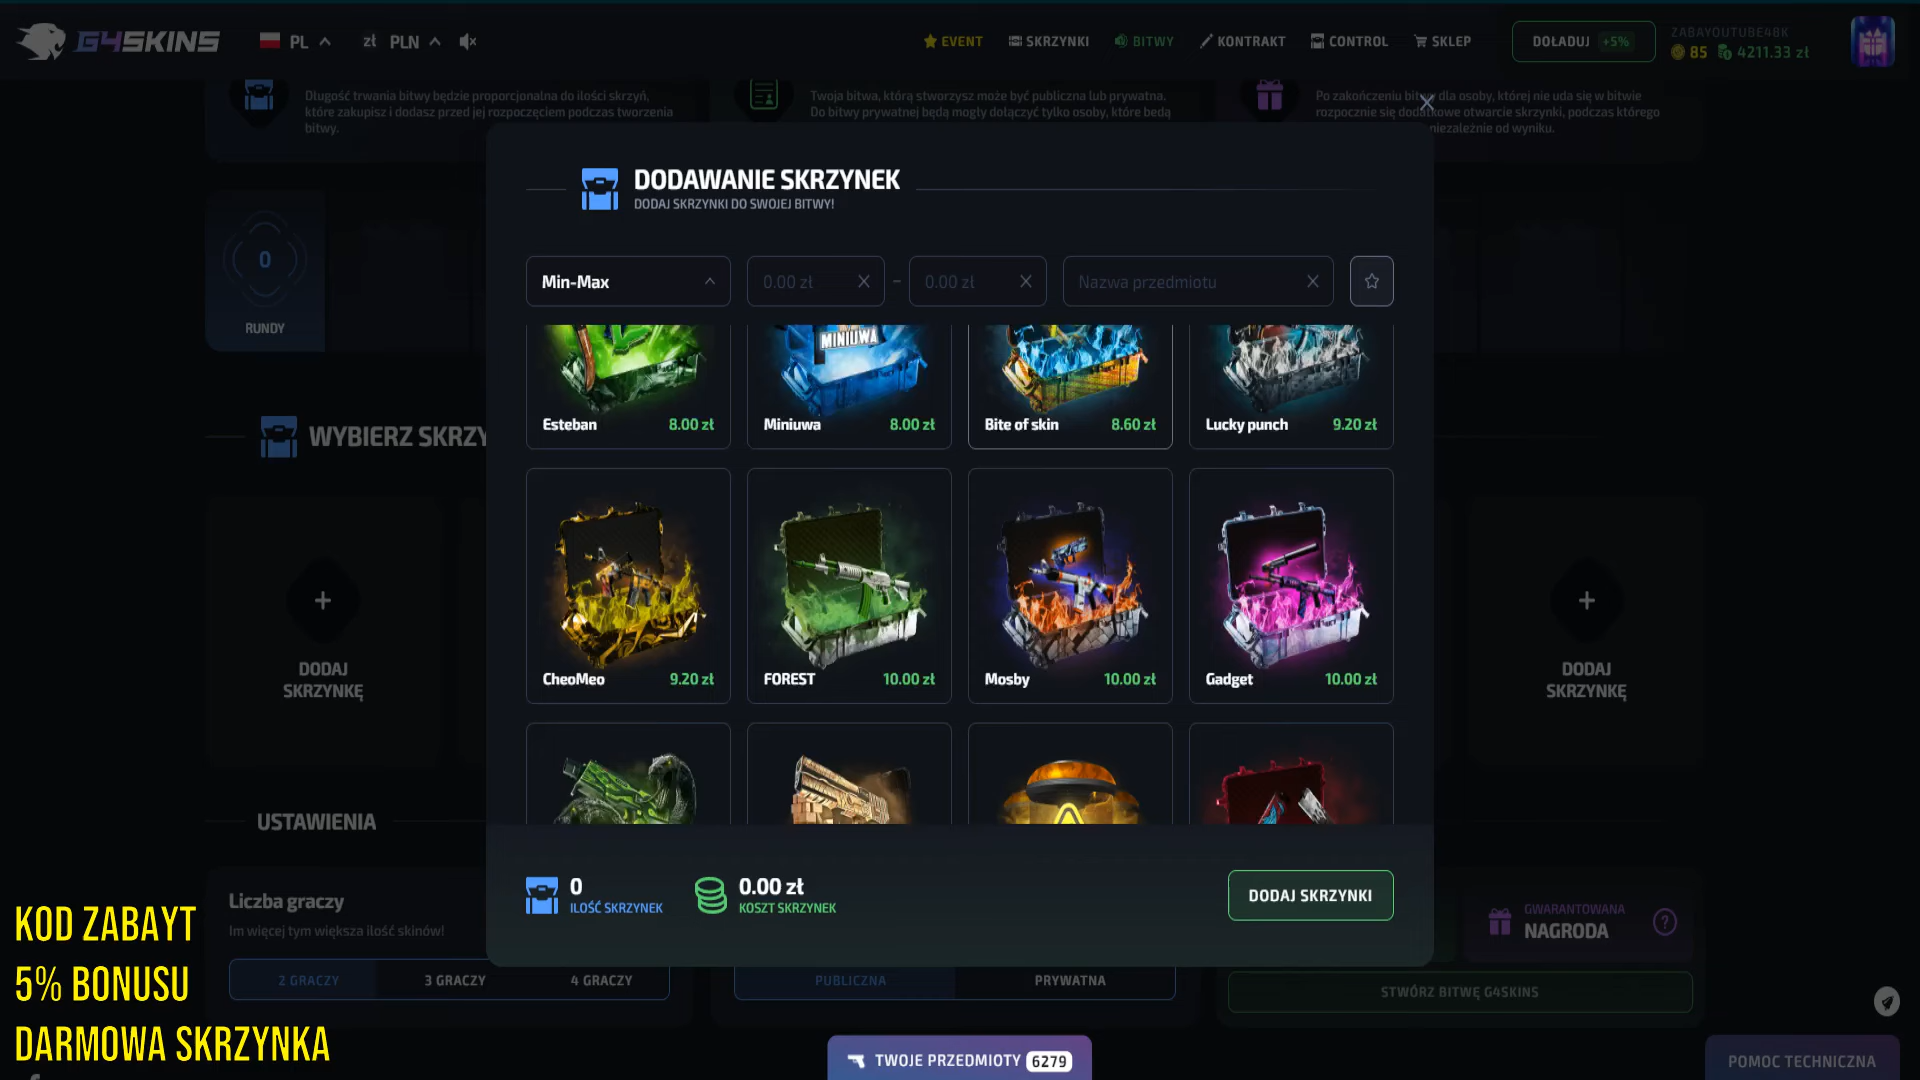 G4SKINS
PL
zł PLN
EVENT
SKRZYNKI
BITWY
KONTRAKT
CONTROL
SKLEP
DOŁADUJ +5%
ZABAYOUTUBE4BK
85 4211.33 zł
Długość trwania bitwy będzie proporcjonalna do ilości skrzyń,
które zakupisz i dodasz przed jej rozpoczęciem podczas tworzenia
bitwy.
Twoja bitwa, którą stworzysz może być publiczna lub prywatna.
Do bitwy prywatnej będą mogły dołączyć tylko osoby, które będą
Po zakończeniu bitwy dla osoby, której nie uda się w bitwie
rozpocznie się dodatkowe otwarcie skrzynki, podczas którego
niezależnie od wyniku.
DODAWANIE SKRZYNEK
DODAJ SKRZYNKI DO SWOJEJ BITWY!
Min-Max
0.00 zł
–
0.00 zł
Nazwa przedmiotu
0
RUNDY
MINIUWA
Esteban 8.00 zł
Miniuwa 8.00 zł
Bite of skin 8.60 zł
Lucky punch 9.20 zł
WYBIERZ SKRZY
CheoMeo 9.20 zł
FOREST 10.00 zł
Mosby 10.00 zł
Gadget 10.00 zł
DODAJ
SKRZYNKĘ
DODAJ
SKRZYNKĘ
USTAWIENIA
0
ILOŚĆ SKRZYNEK
0.00 zł
KOSZT SKRZYNEK
DODAJ SKRZYNKI
Liczba graczy
Im więcej tym większa ilość skinów!
2 GRACZY
3 GRACZY
4 GRACZY
PUBLICZNA
PRYWATNA
GWARANTOWANA
NAGRODA
?
STWÓRZ BITWĘ G4SKINS
KOD ZABAYT
5% BONUSU
DARMOWA SKRZYNKA
TWOJE PRZEDMIOTY 6279
POMOC TECHNICZNA